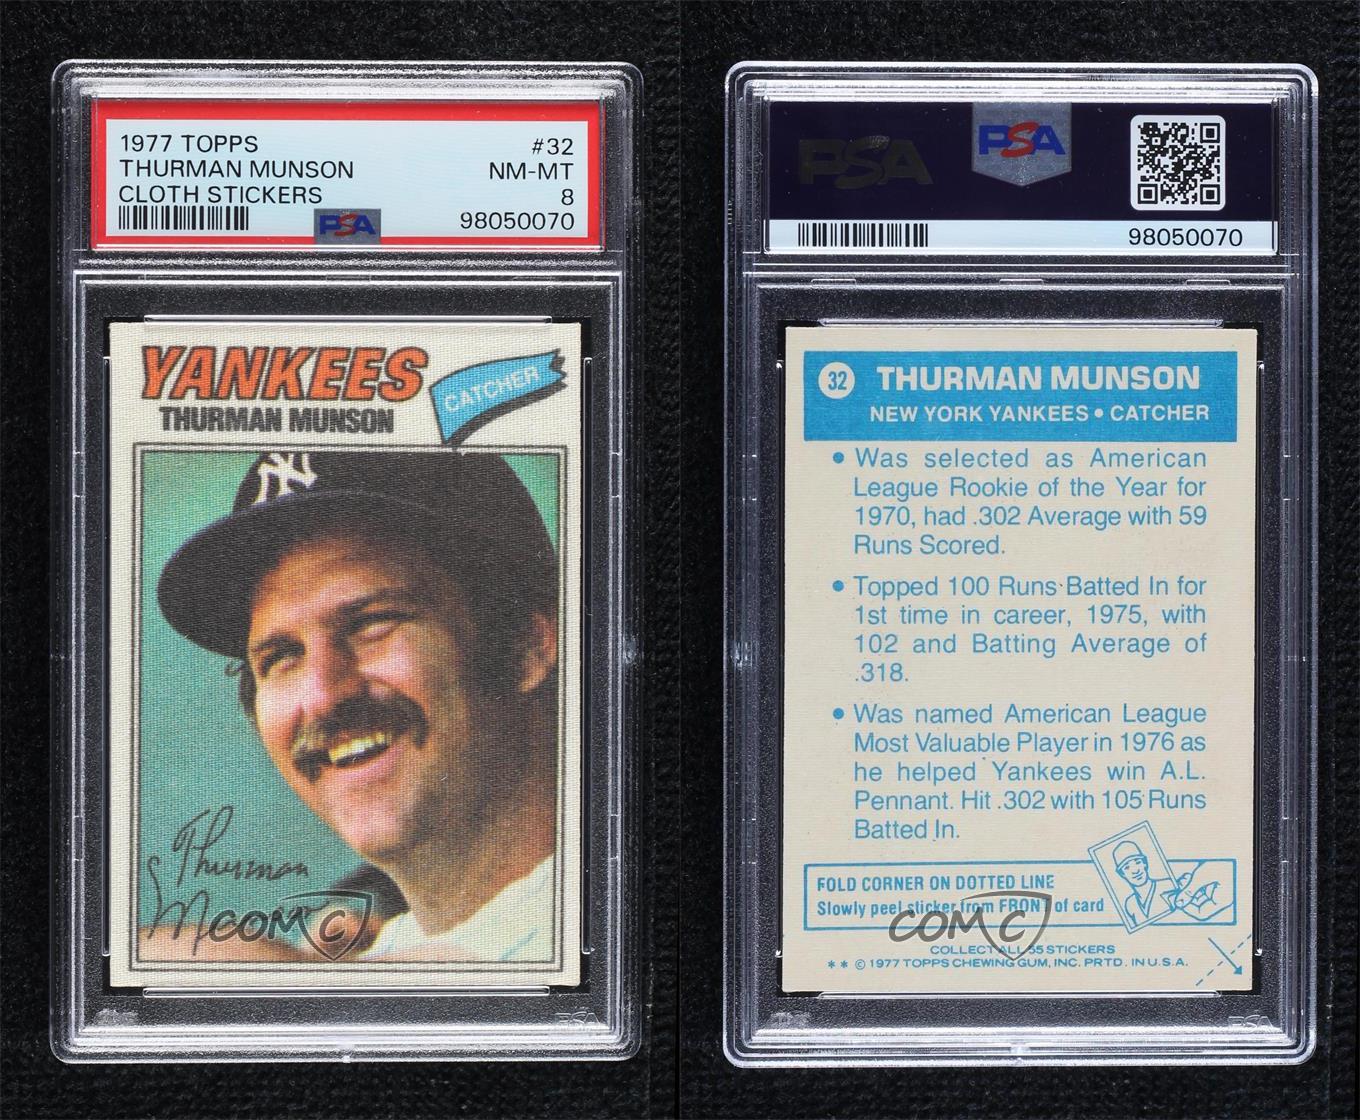 1977 TOPPS #32
THURMAN MUNSON NM-MT
CLOTH STICKERS 8
PSA 98050070
YANKEES
CATCHER
THURMAN MUNSON
NY
Thurman
COMC
PSA
PSA
PSA
98050070
32 THURMAN MUNSON
NEW YORK YANKEES • CATCHER
• Was selected as American
League Rookie of the Year for
1970, had .302 Average with 59
Runs Scored.
• Topped 100 Runs Batted In for
1st time in career, 1975, with
102 and Batting Average of
.318.
• Was named American League
Most Valuable Player in 1976 as
he helped Yankees win A.L.
Pennant. Hit .302 with 105 Runs
Batted In.
FOLD CORNER ON DOTTED LINE
Slowly peel sticker from FRONT of card
COMC
COLLECT ALL 55 STICKERS
** © 1977 TOPPS CHEWING GUM, INC. PRTD. IN U.S.A.
PSA